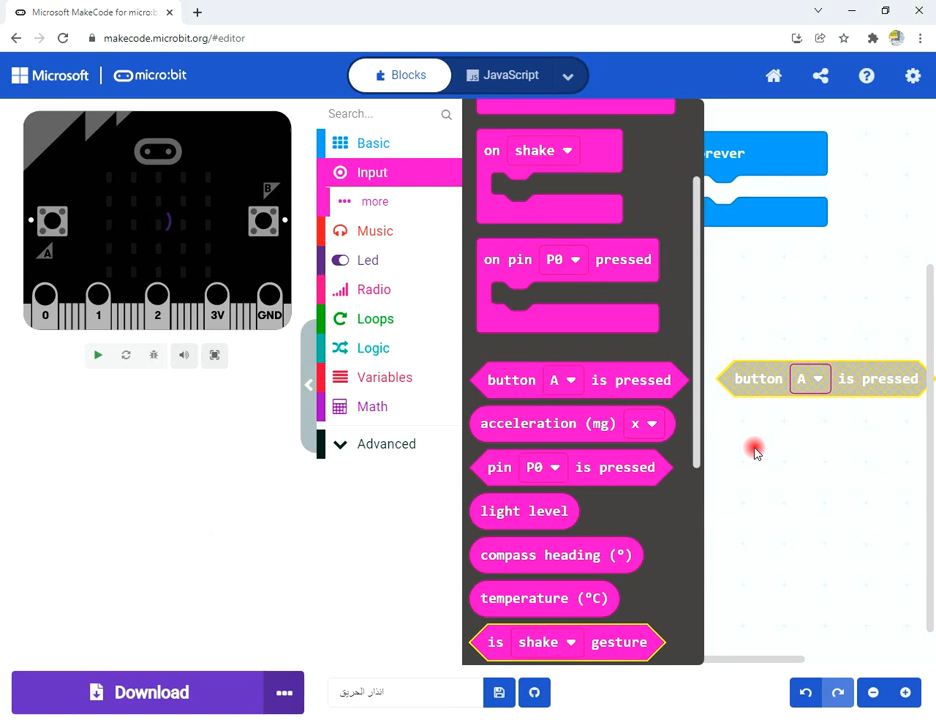 Microsoft MakeCode for micro:b
makecode.microbit.org/#editor
Microsoft
micro:bit
Blocks
JavaScript
Search...
Basic
Input
more
Music
Led
Radio
Loops
Logic
Variables
Math
Advanced
B
A
0 1 2 3V GND
on shake
on pin P0 pressed
button A is pressed
acceleration (mg) x
pin P0 is pressed
light level
compass heading (°)
temperature (°C)
is shake gesture
rever
button A is pressed
Download
انذار الحريق